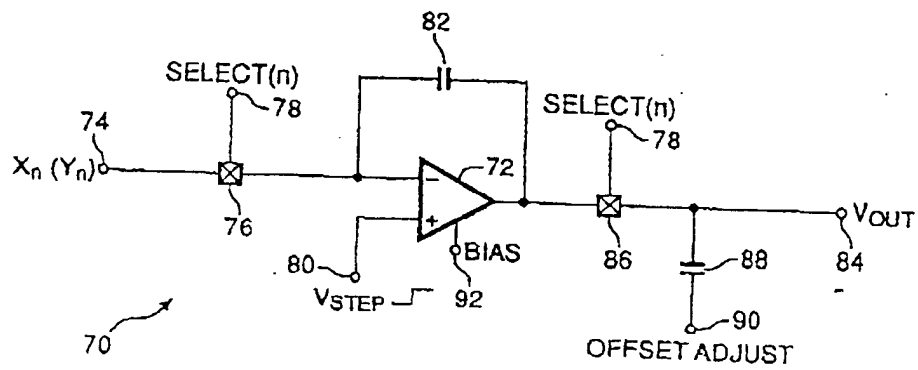 82
SELECT(n)
78
74
Xn (Yn)
76
72
−
+
80
VSTEP
BIAS
92
SELECT(n)
78
86
VOUT
84
88
90
OFFSET ADJUST
70